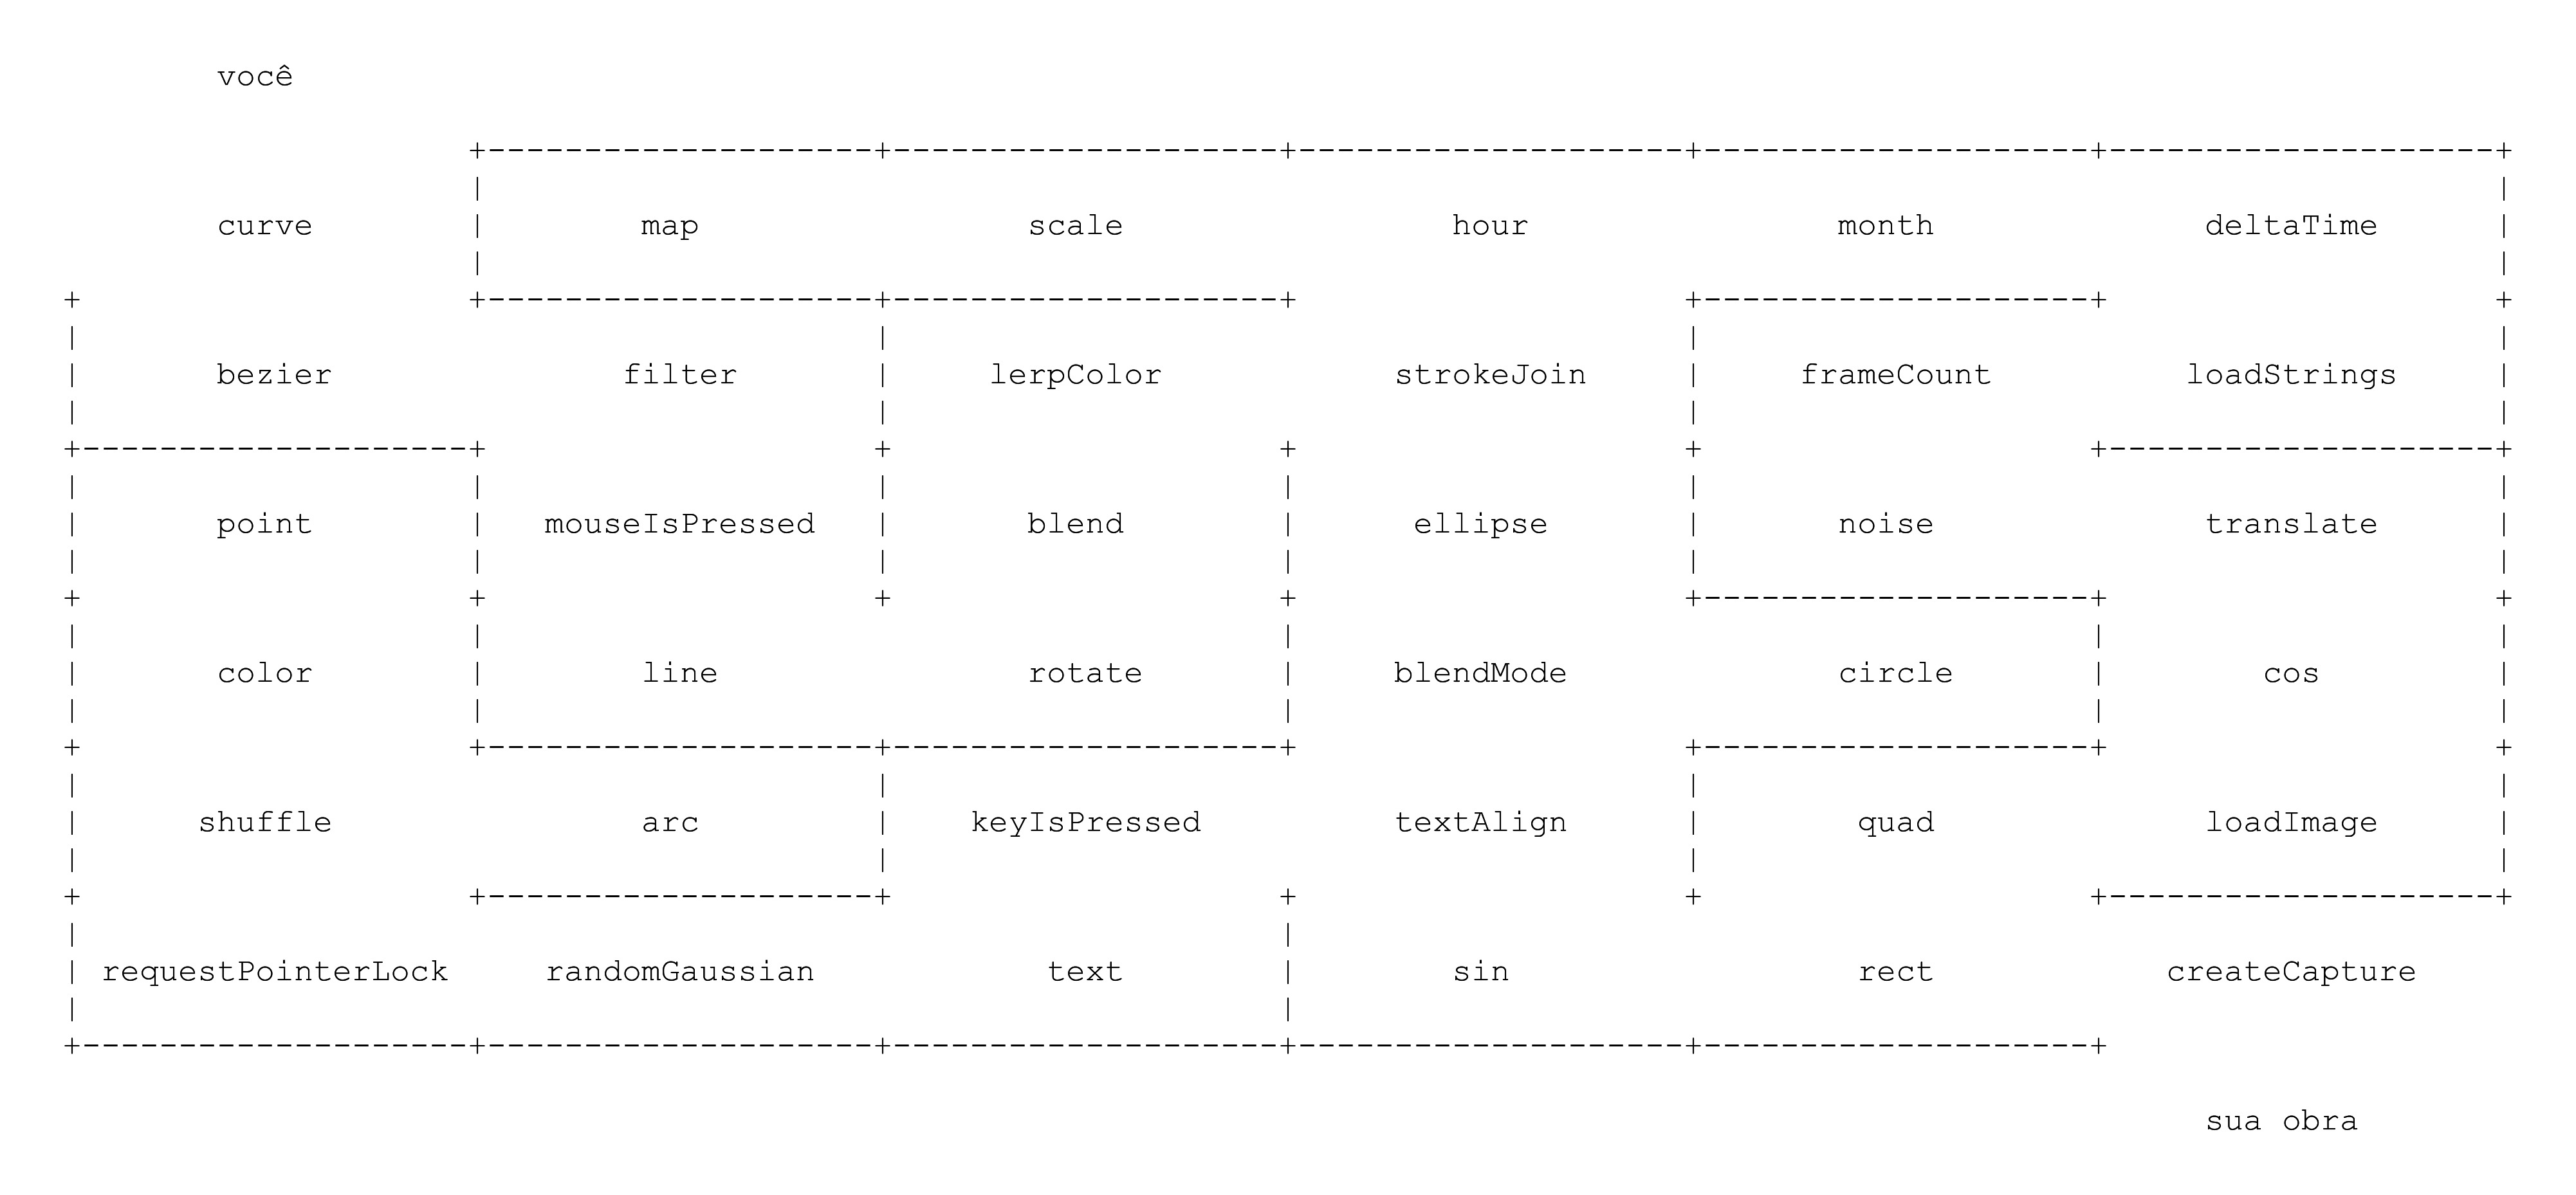 você
curve map scale hour month deltaTime
bezier filter lerpColor strokeJoin frameCount loadStrings
point mouseIsPressed blend ellipse noise translate
color line rotate blendMode circle cos
shuffle arc keyIsPressed textAlign quad loadImage
requestPointerLock randomGaussian text sin rect createCapture
sua obra